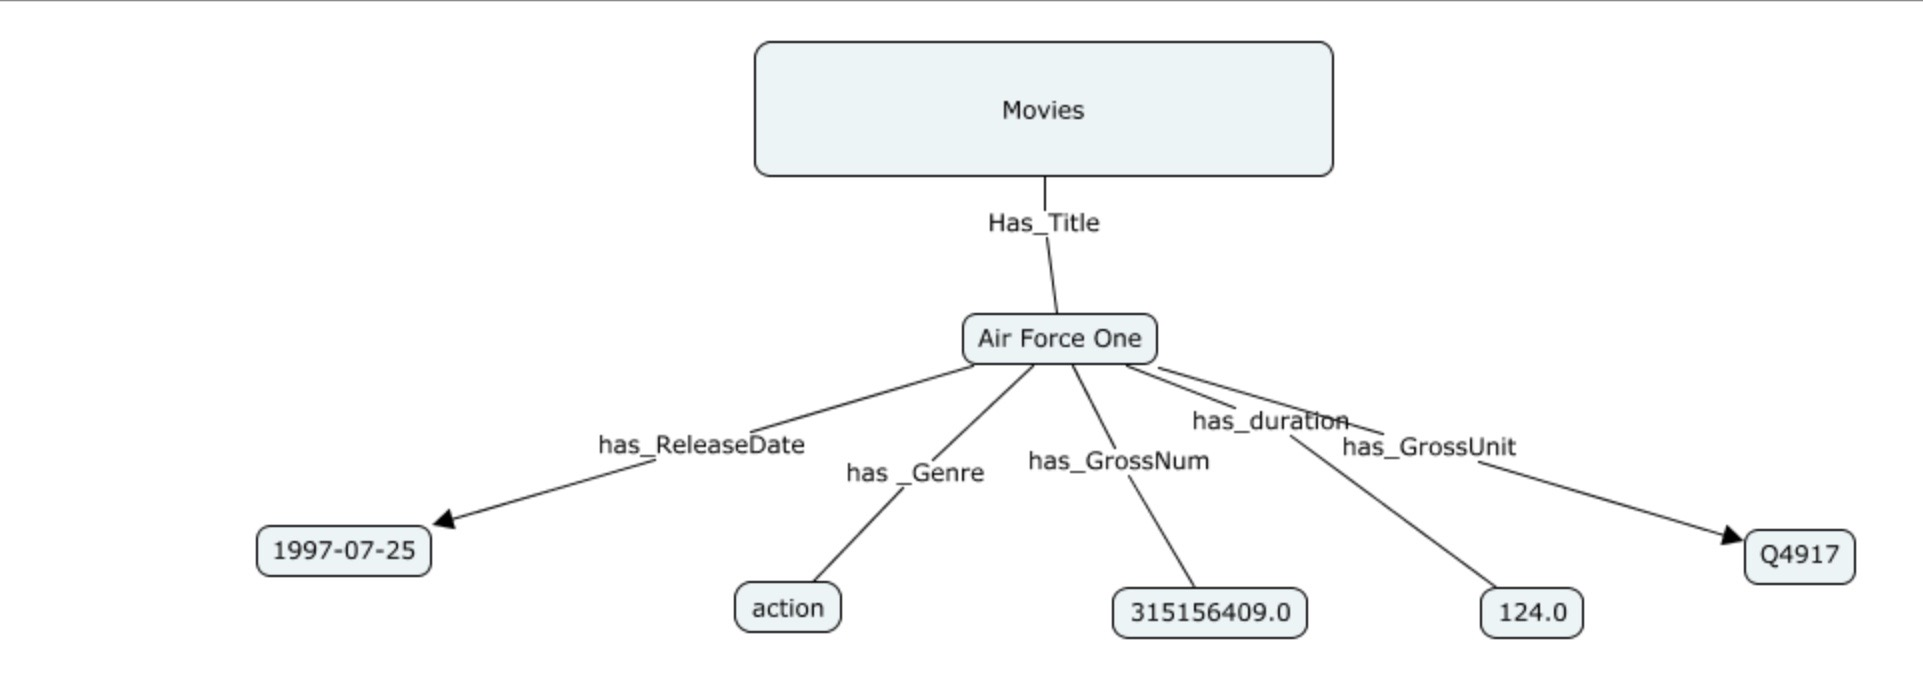 Movies
Has_Title
Air Force One
has_ReleaseDate
has _Genre
has_GrossNum
has_duration
has_GrossUnit
1997-07-25
action
315156409.0
124.0
Q4917